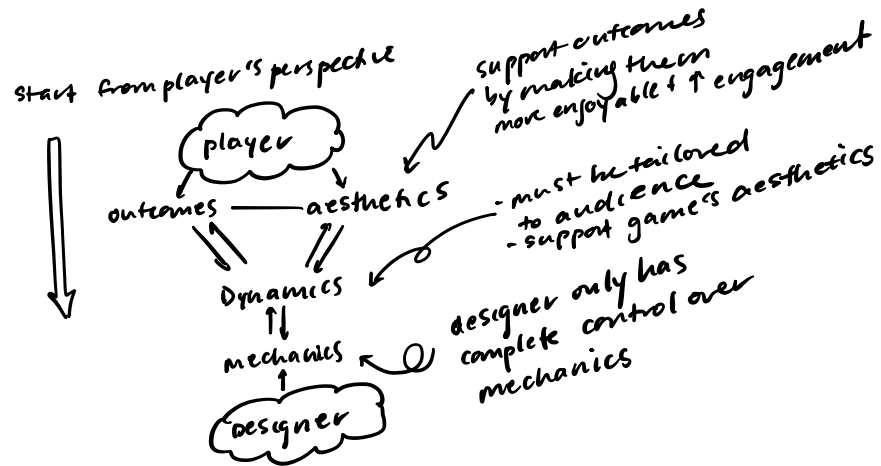 start from player's perspective
support outcomes
by making them
more enjoyable + ↑ engagement
player
outcomes
aesthetics
- must be tailored
to audience
- support game's aesthetics
Dynamics
designer only has
complete control over
mechanics
mechanics
Designer